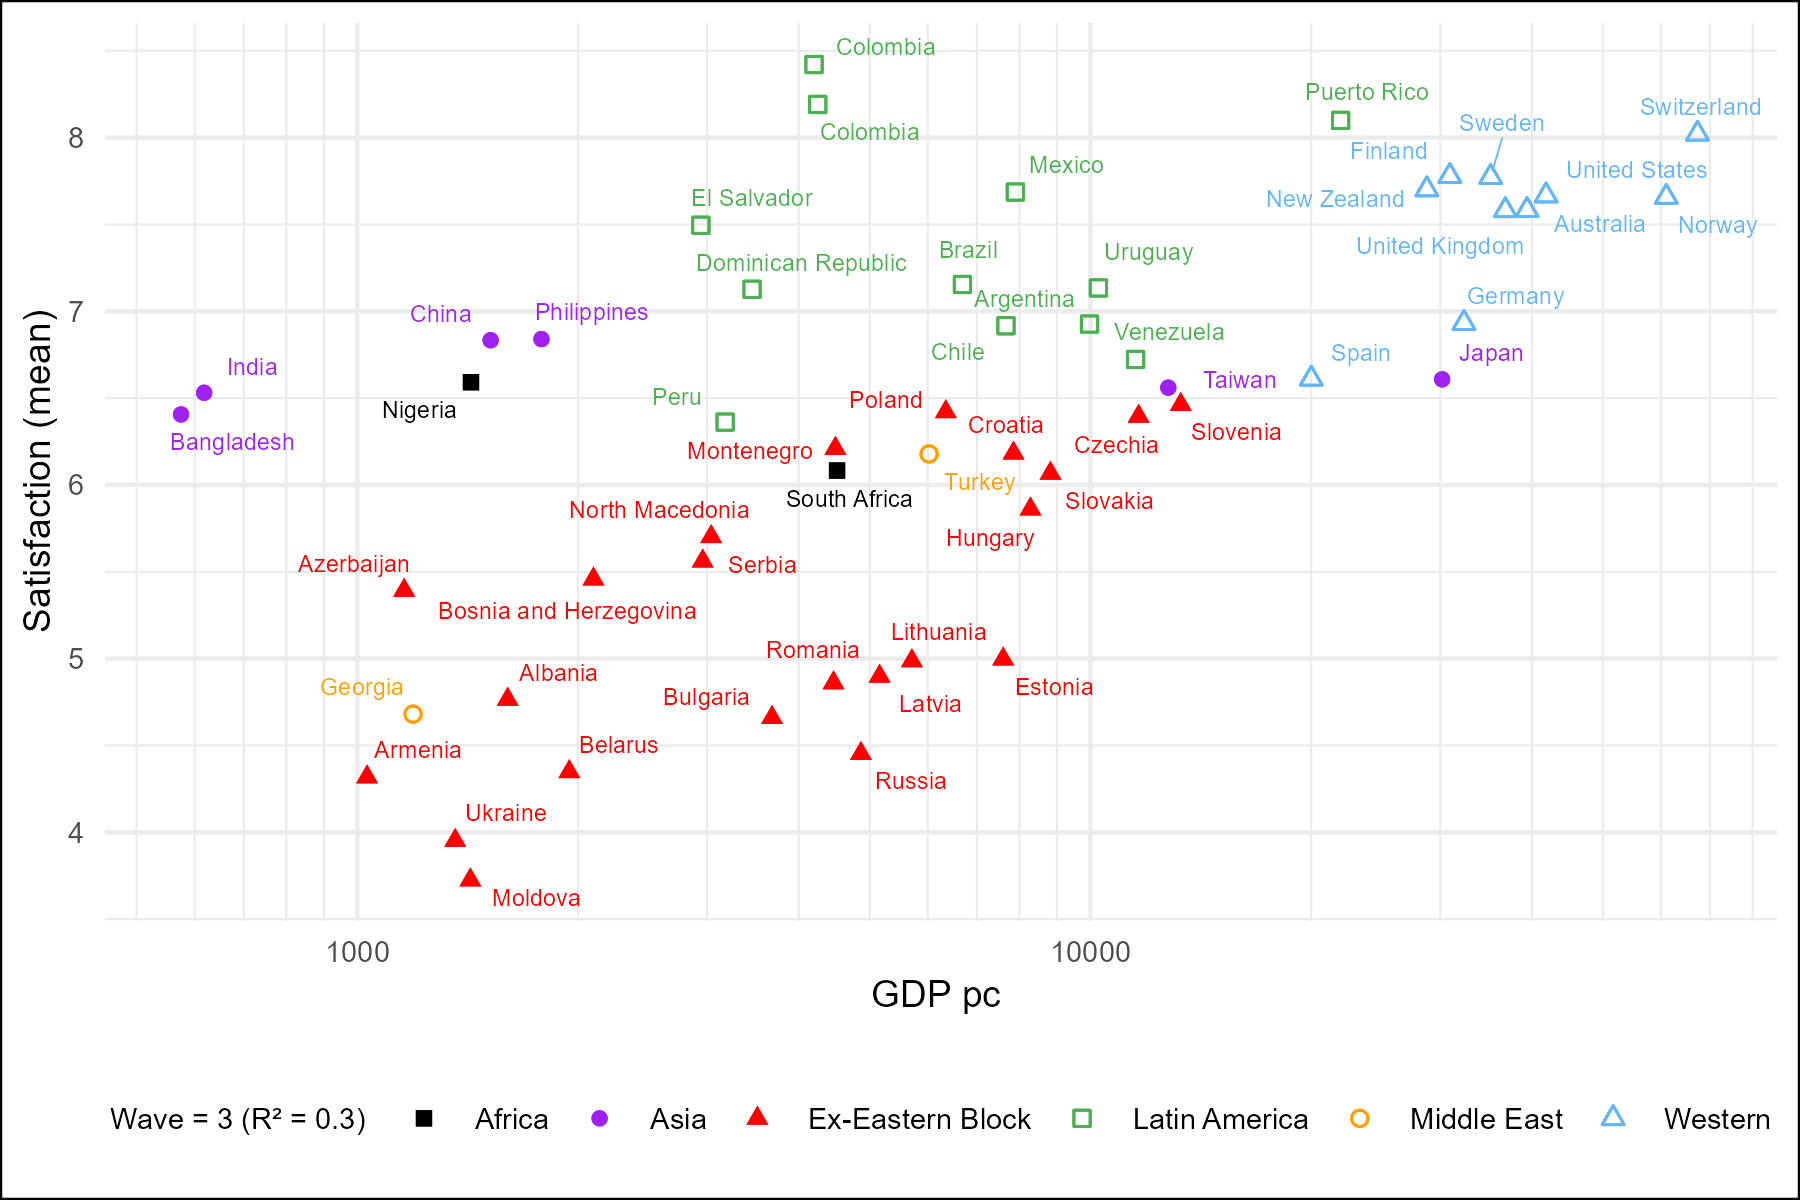 Colombia
Colombia
Puerto Rico
Switzerland
Sweden
Finland
Mexico
United States
New Zealand
El Salvador
Australia
Norway
United Kingdom
Brazil
Uruguay
Dominican Republic
Argentina
Germany
China
Philippines
Venezuela
Chile
Spain
Japan
India
Taiwan
Peru
Poland
Nigeria
Croatia
Slovenia
Bangladesh
Montenegro
Czechia
Turkey
South Africa
Slovakia
North Macedonia
Hungary
Azerbaijan
Serbia
Bosnia and Herzegovina
Lithuania
Romania
Albania
Georgia
Bulgaria
Estonia
Latvia
Armenia
Belarus
Russia
Ukraine
Moldova
8
7
6
5
4
Satisfaction (mean)
1000 10000
GDP pc
Wave = 3 (R² = 0.3) Africa Asia Ex-Eastern Block Latin America Middle East Western